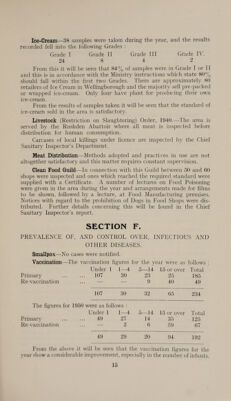 Ice-Cream—38 samples were taken during the year, and the results
recorded fell into the following Grades :
Grade I Grade II Grade III Grade IV.
24 8 4 2
From this it will be seen that 84% of samples were in Grade I or II
and this is in accordance with the Ministry instructions which state 80%
should fall within the first two Grades. There are approximately 80
retailers of Ice Cream in Wellingborough and the majority sell pre-packed
or wrapped ice-cream. Only four have plant for producing their own
ice-cream.
From the results of samples taken it will be seen that the standard of
ice-cream sold in the area is satisfactory.
Livestock (Restriction on Slaughtering) Order, 1940.—The area is
served by the Rushden Abattoir where all meat is inspected before
distribution for human consumption.
Carcases of local killings under licence are inspected by the Chief
Sanitary Inspector's Department.
Meat Distribution—Methods adopted and practices in use are not
altogether satisfactory and this matter requires constant supervision.
Clean Food Guild—In connection with this Guild between 50 and 60
shops were inspected and ones which reached the required standard were
supplied with a Certificate. A number of lectures on Food Poisoning
were given in the area during the year and arrangements made for films
to be shown, followed by a lecture, at Food Manufacturing premises.
Notices with regard to the prohibition of Dogs in Food Shops were dis-
tributed. Further details concerning this will be found in the Chief
Sanitary Inspector's report.
SECTION F.
PREVALENCE OF, AND CONTROL OVER, INFECTIOUS AND
OTHER DISEASES.
Smallpox—No cases were notified.
Vaccination—The vaccination figures for the year were as follows :
Under 1 1—4 5—14 15 or over Total
Primary ... ... 107 30 23 25 185
Re-vaccination ... — — 9 40 49
107 30 32 65 234
The figures for 1950 were as follows :
Under 1 1—4 5—14 15 or over Total
Primary ... ... 49 27 14 35 125
Re-vaccination ... — 2 6 59 67
49 29 20 94 192
From the above it will be seen that the vaccination figures for the
year show a considerable improvement, especially in the number of infants.
15